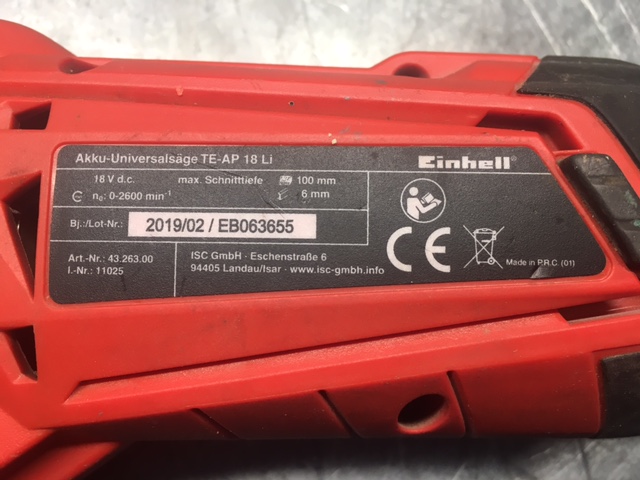 Akku-Universalsäge TE-AP 18 Li
Einhell
18 V d.c. max. Schnitttiefe 100 mm
n₀: 0-2600 min⁻¹ 6 mm
Bj.:/Lot-Nr.: 2019/02 / EB063655
Art.-Nr.: 43.263.00
I.-Nr.: 11025
ISC GmbH · Eschenstraße 6
94405 Landau/Isar · www.isc-gmbh.info
CE
Made in P.R.C. (01)